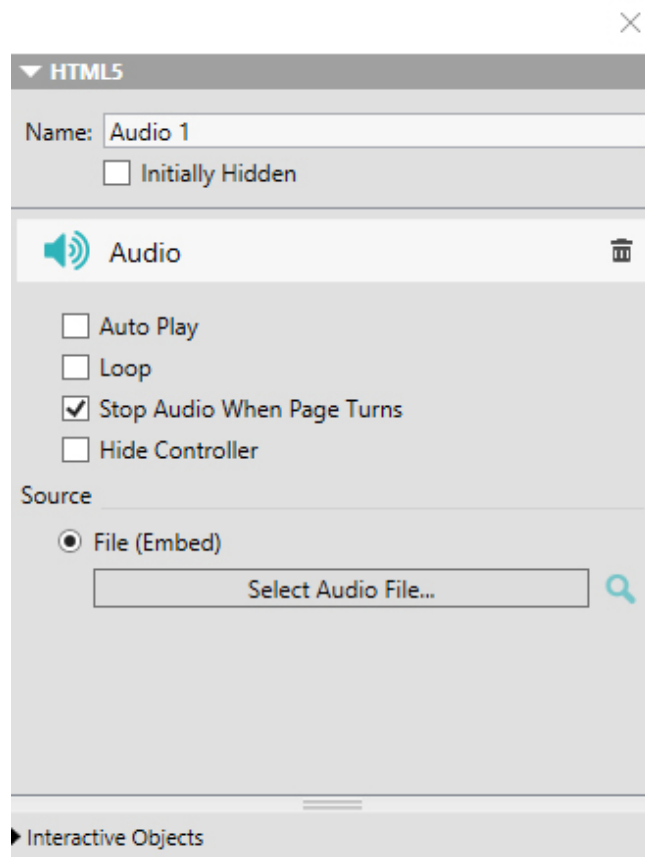 HTML5
Name: Audio 1
Initially Hidden
Audio
Auto Play
Loop
Stop Audio When Page Turns
Hide Controller
Source
File (Embed)
Select Audio File...
Interactive Objects